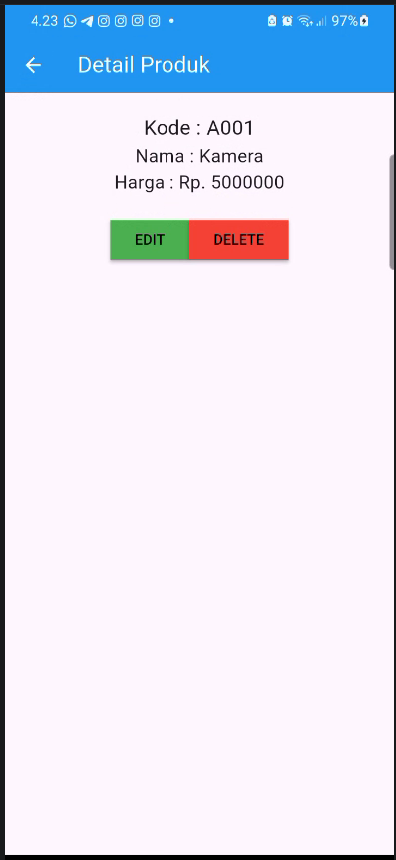 4.23 97%
Detail Produk
Kode : A001
Nama : Kamera
Harga : Rp. 5000000
EDIT DELETE